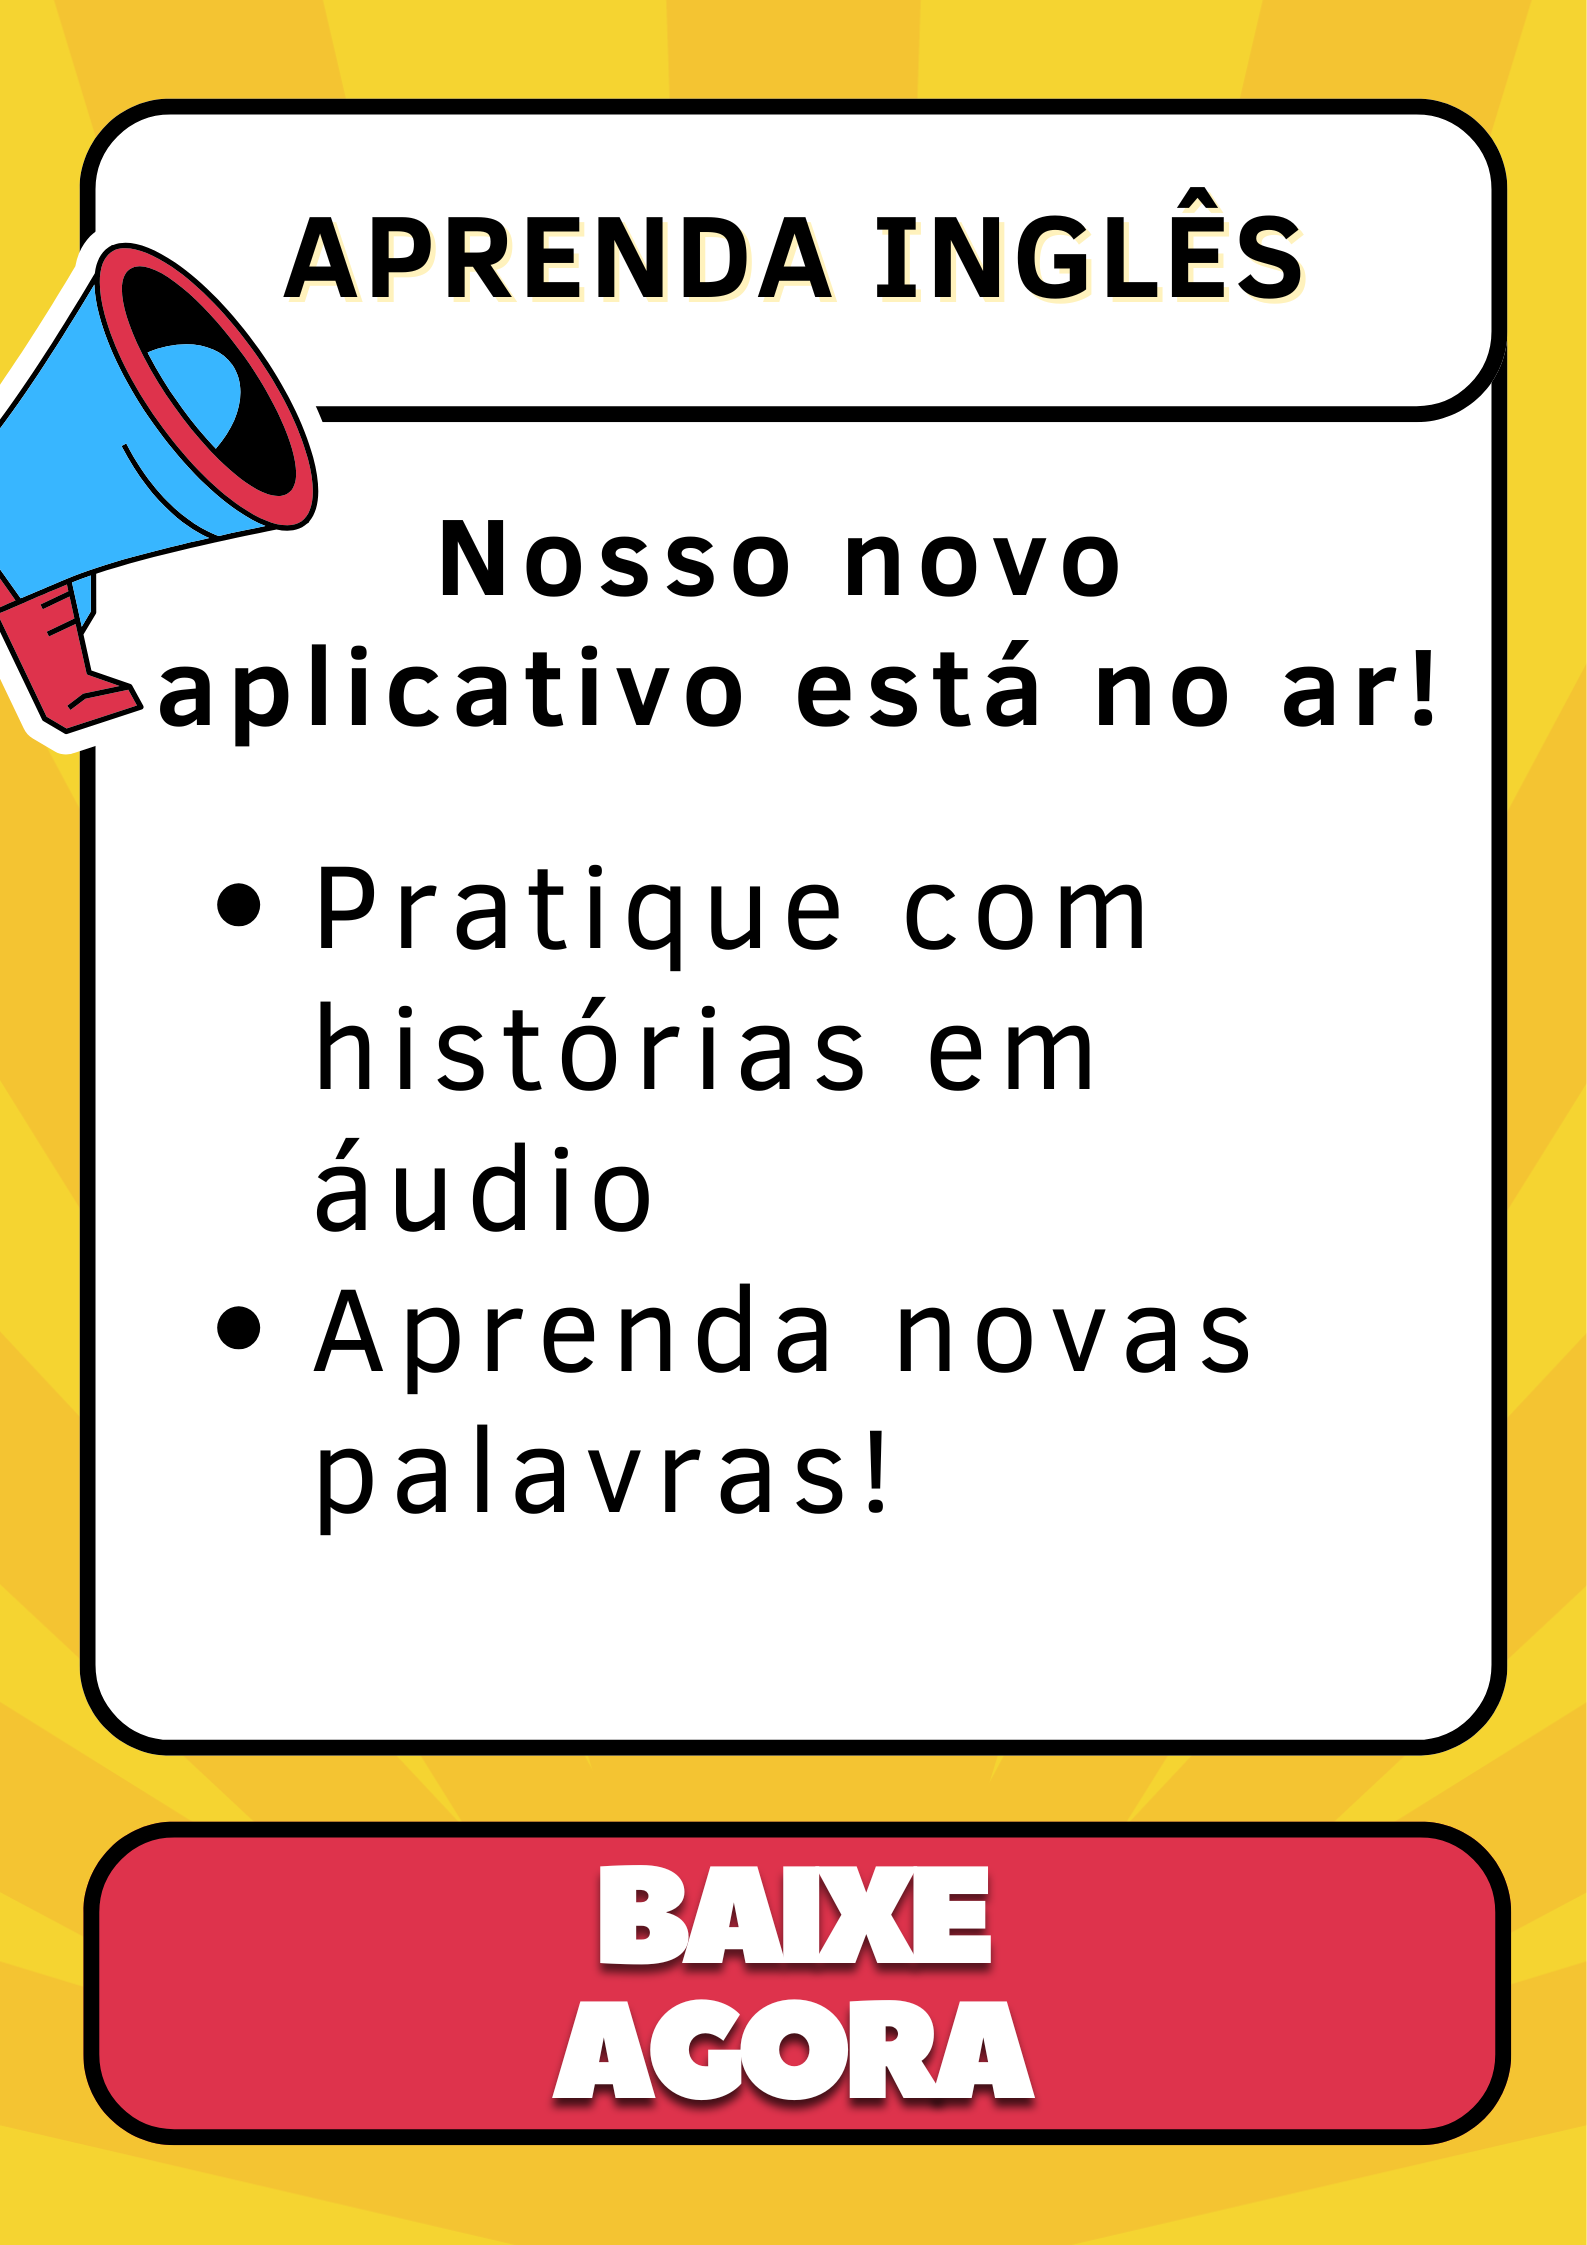 APRENDA INGLÊS
Nosso novo
aplicativo está no ar!
• Pratique com
histórias em
áudio
• Aprenda novas
palavras!
BAIXE
AGORA